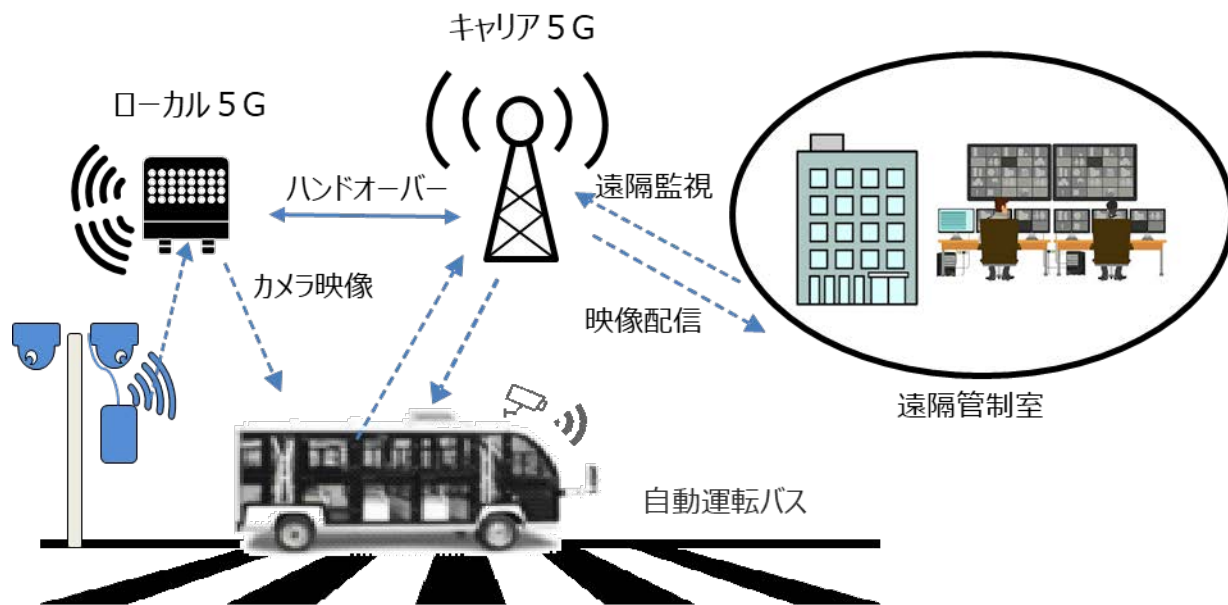 キャリア５Ｇ
ローカル５Ｇ
ハンドオーバー
遠隔監視
カメラ映像
映像配信
遠隔管制室
自動運転バス